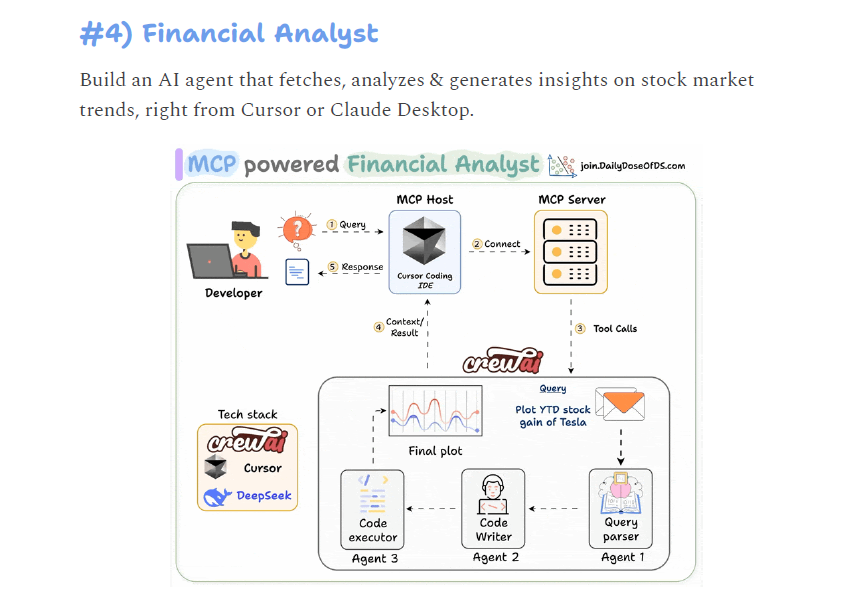 #4) Financial Analyst
Build an AI agent that fetches, analyzes & generates insights on stock market
trends, right from Cursor or Claude Desktop.
MCP powered Financial Analyst
join.DailyDoseOfDS.com
MCP Host
MCP Server
? 1 Query
2 Connect
5 Response
Cursor Coding
IDE
Developer
4 Context/
Result
3 Tool Calls
crewai
Query
Plot YTD stock
gain of Tesla
Tech stack
crewai
Cursor
DeepSeek
Final plot
Code
executor
Code
Writer
Query
parser
Agent 3
Agent 2
Agent 1